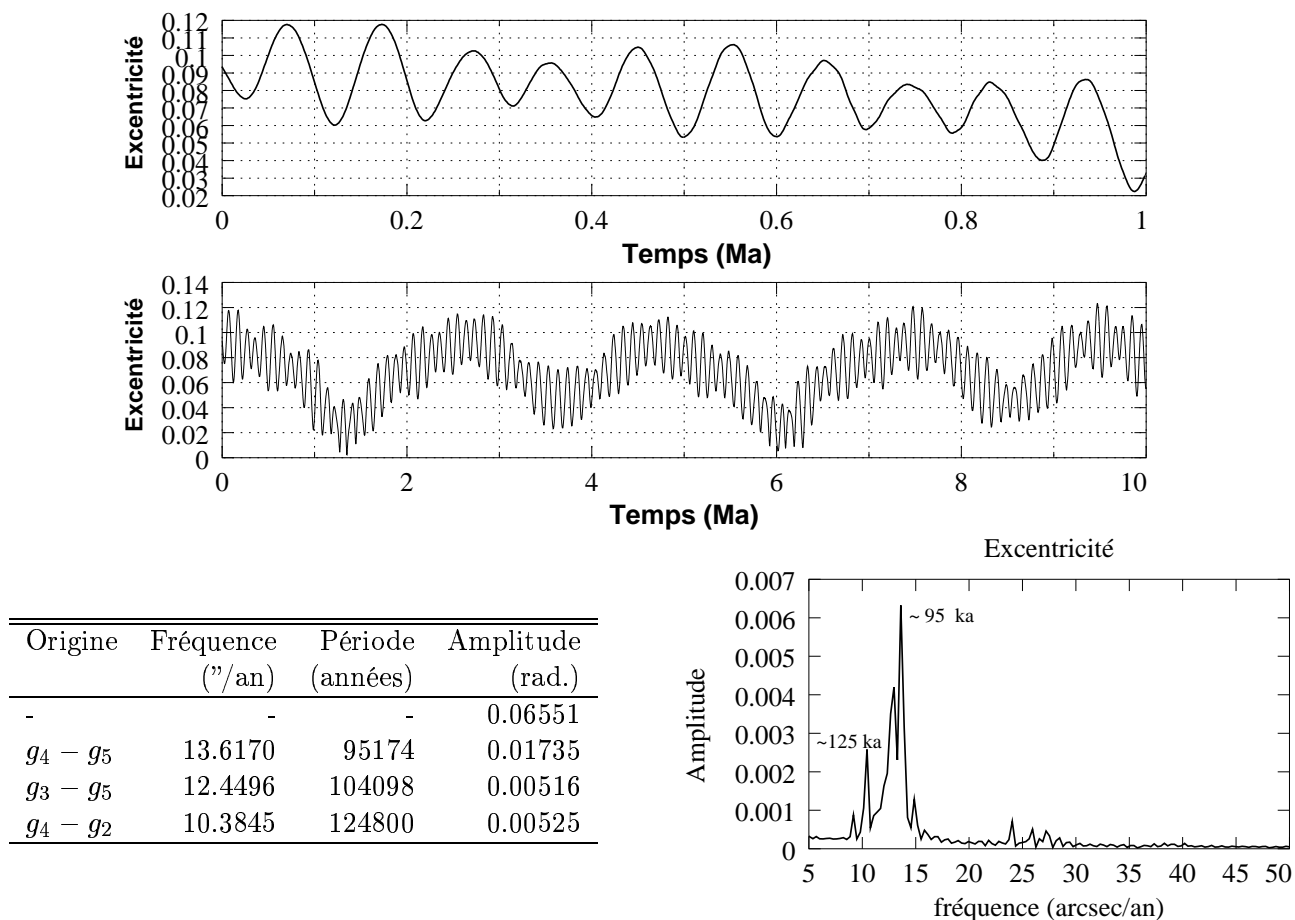 0.12
0.11
0.1
0.09
0.08
0.07
0.06
0.05
0.04
0.03
0.02
Excentricité
0 0.2 0.4 0.6 0.8 1
Temps (Ma)
0.14
0.12
0.1
0.08
0.06
0.04
0.02
0
Excentricité
0 2 4 6 8 10
Temps (Ma)
Origine Fréquence Période Amplitude
("/an) (années) (rad.)
- - - 0.06551
g4 − g5 13.6170 95174 0.01735
g3 − g5 12.4496 104098 0.00516
g4 − g2 10.3845 124800 0.00525
Excentricité
0.007
0.006
0.005
0.004
0.003
0.002
0.001
0
Amplitude
~ 95 ka
~125 ka
5 10 15 20 25 30 35 40 45 50
fréquence (arcsec/an)